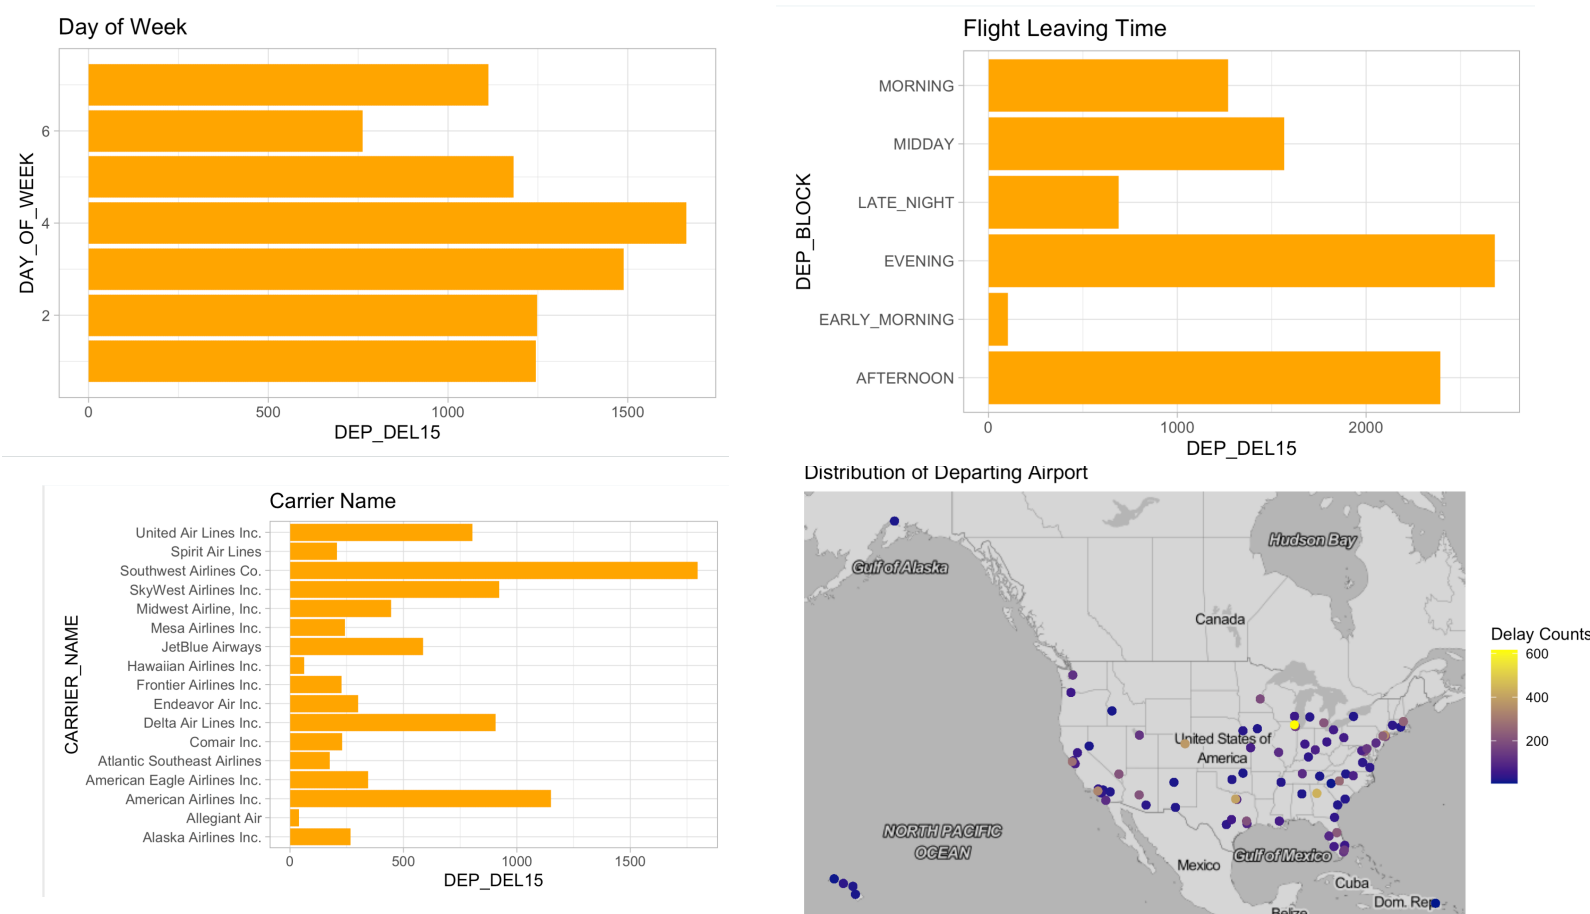 Day of Week
DAY_OF_WEEK
6
4
2
0
500
1000
1500
DEP_DEL15
Flight Leaving Time
DEP_BLOCK
MORNING
MIDDAY
LATE_NIGHT
EVENING
EARLY_MORNING
AFTERNOON
0
1000
2000
DEP_DEL15
Carrier Name
CARRIER_NAME
United Air Lines Inc.
Spirit Air Lines
Southwest Airlines Co.
SkyWest Airlines Inc.
Midwest Airline, Inc.
Mesa Airlines Inc.
JetBlue Airways
Hawaiian Airlines Inc.
Frontier Airlines Inc.
Endeavor Air Inc.
Delta Air Lines Inc.
Comair Inc.
Atlantic Southeast Airlines
American Eagle Airlines Inc.
American Airlines Inc.
Allegiant Air
Alaska Airlines Inc.
0
500
1000
1500
DEP_DEL15
Distribution of Departing Airport
Hudson Bay
Gulf of Alaska
Canada
United States of
America
NORTH PACIFIC
OCEAN
Mexico
Gulf of Mexico
Cuba
Dom. Rep
Belize
Delay Counts
600
400
200